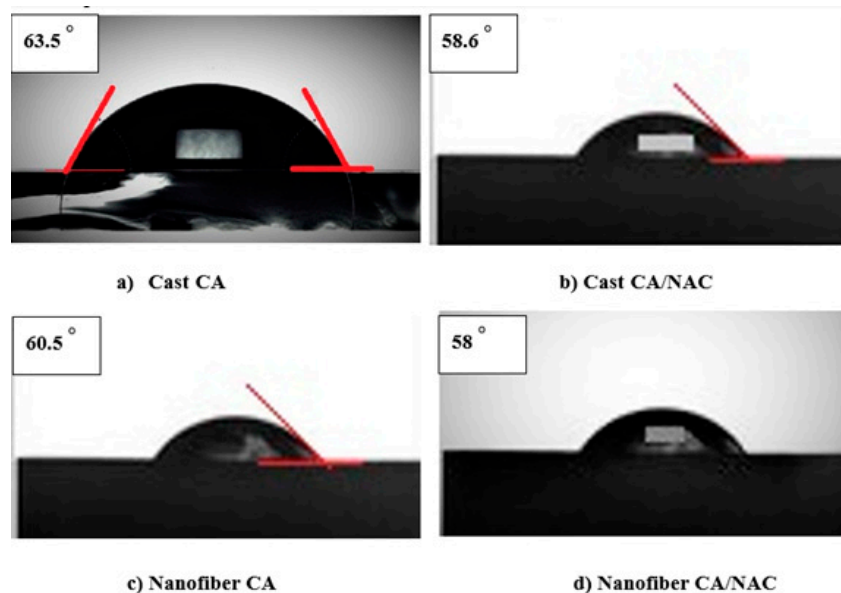 63.5 °
58.6 °
a) Cast CA
b) Cast CA/NAC
60.5 °
58 °
c) Nanofiber CA
d) Nanofiber CA/NAC